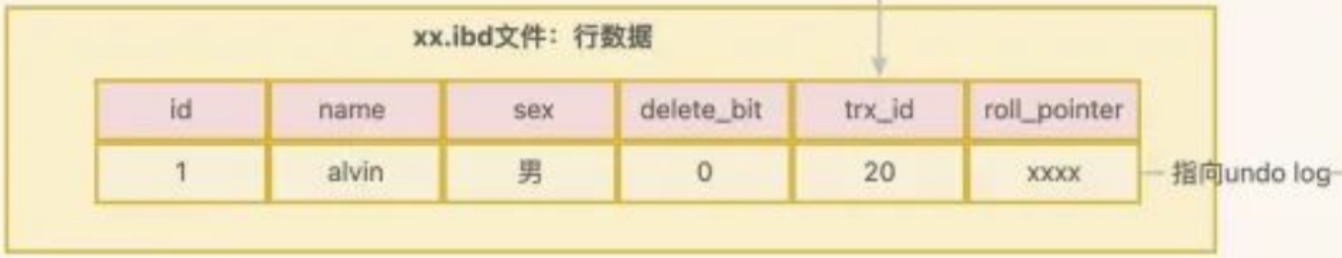 xx.ibd文件：行数据
id name sex delete_bit trx_id roll_pointer
1 alvin 男 0 20 xxxx 指向undo log